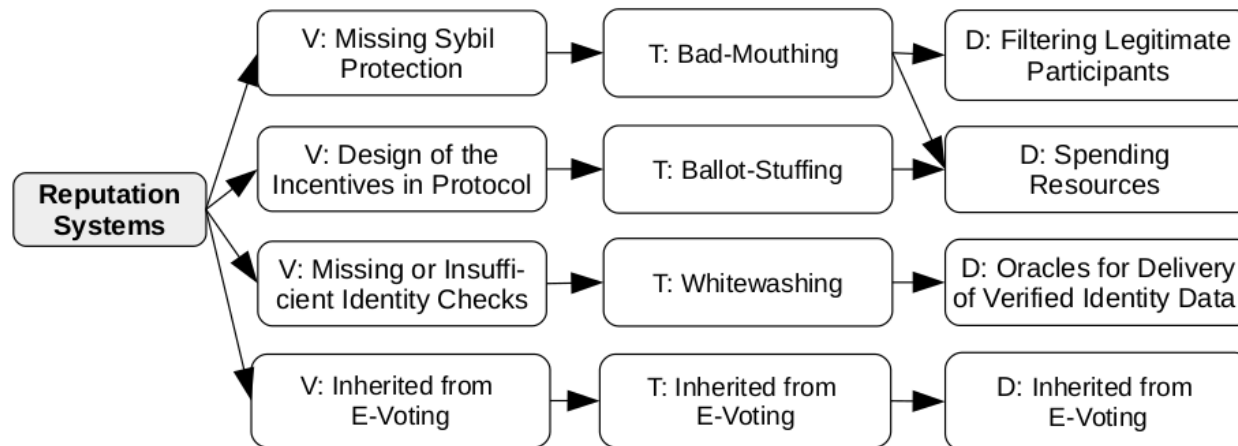 V: Missing Sybil
Protection
T: Bad-Mouthing
D: Filtering Legitimate
Participants
V: Design of the
Incentives in Protocol
T: Ballot-Stuffing
D: Spending
Resources
Reputation
Systems
V: Missing or Insuffi-
cient Identity Checks
T: Whitewashing
D: Oracles for Delivery
of Verified Identity Data
V: Inherited from
E-Voting
T: Inherited from
E-Voting
D: Inherited from
E-Voting